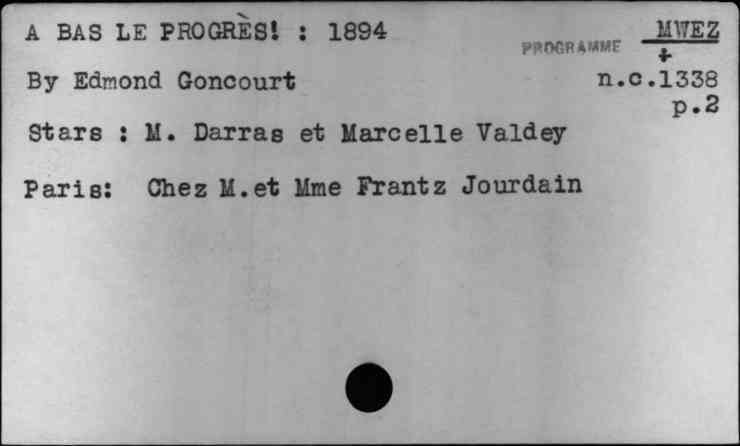 A BAS LE PROGRÈS! : 1894
PROGRAMME
MWEZ
+
By Edmond Goncourt
n.c.1338
p.2
Stars : M. Darras et Marcelle Valdey
Paris: Chez M.et Mme Frantz Jourdain